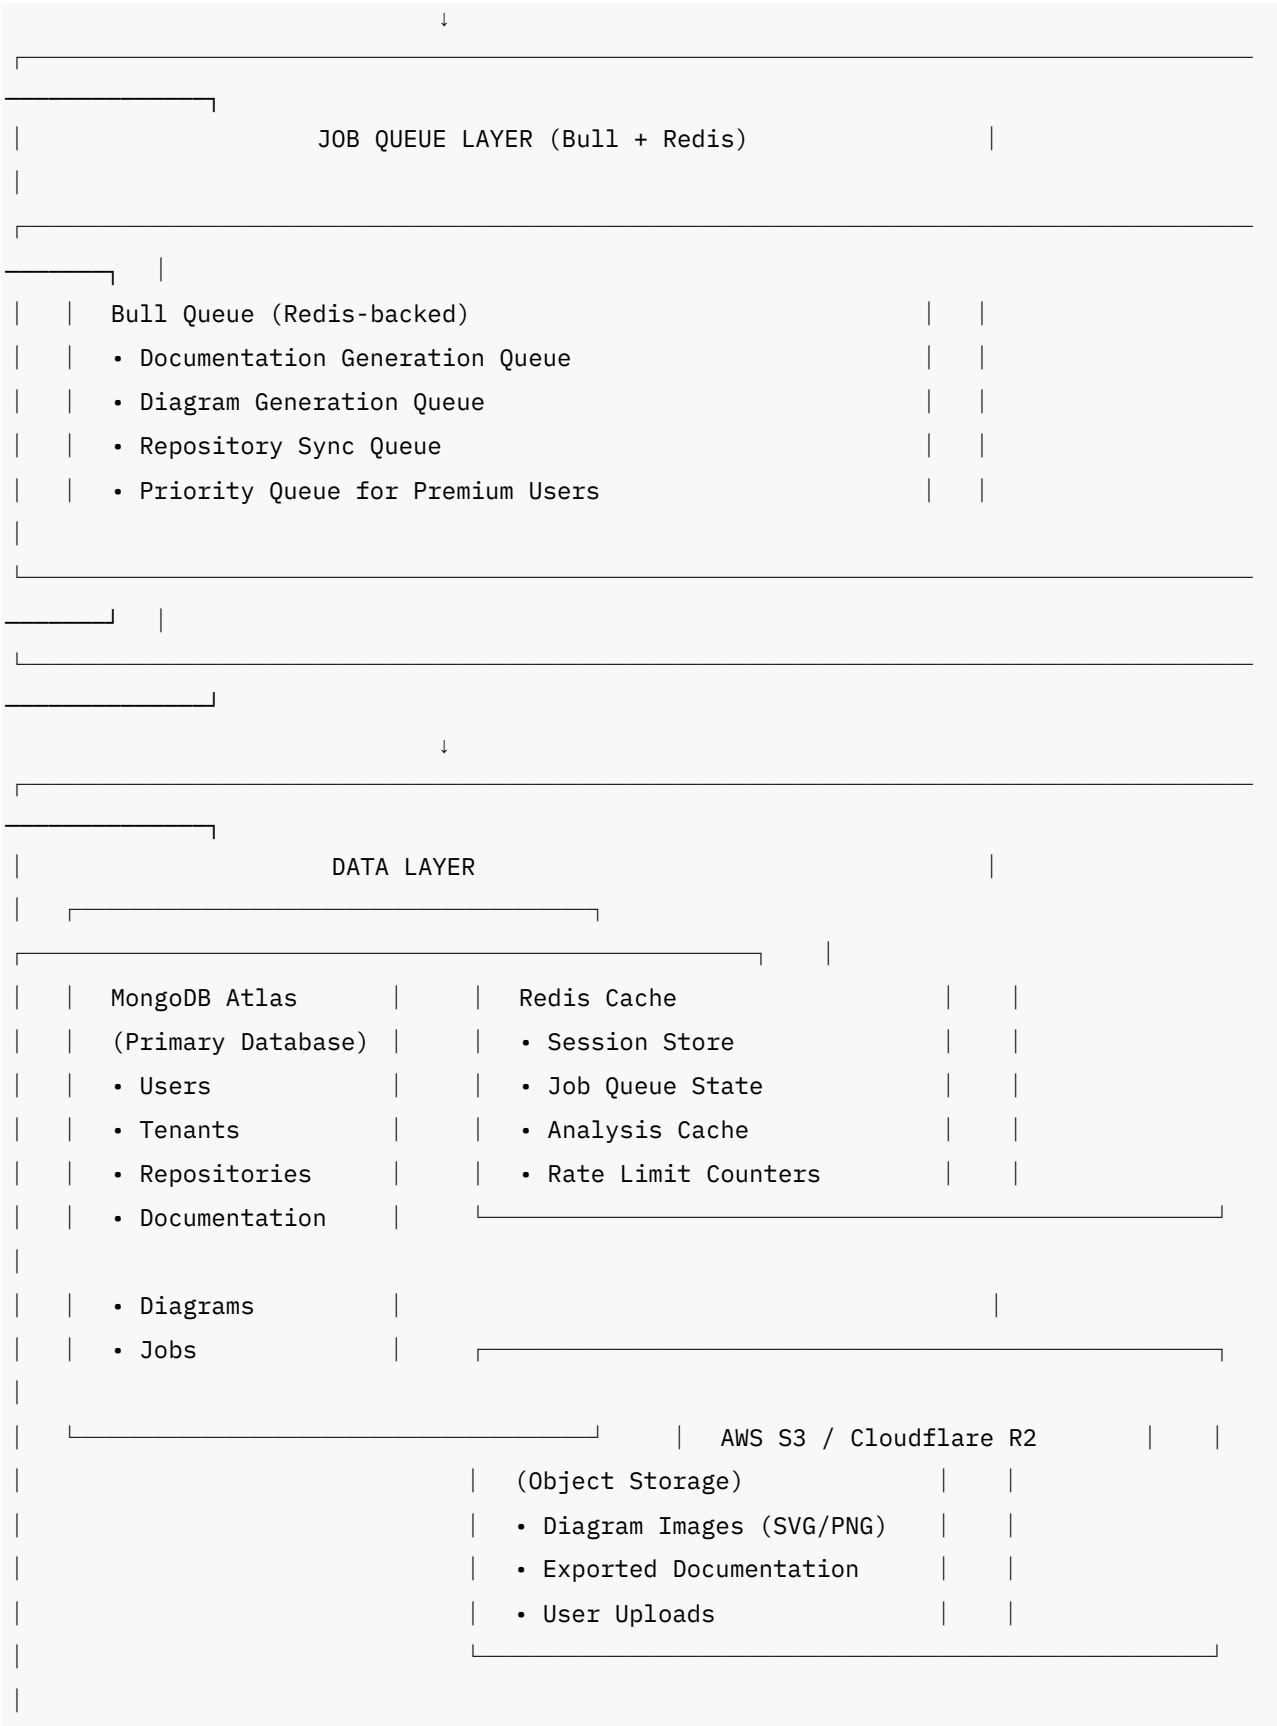 ↓
JOB QUEUE LAYER (Bull + Redis)
Bull Queue (Redis-backed)
• Documentation Generation Queue
• Diagram Generation Queue
• Repository Sync Queue
• Priority Queue for Premium Users
↓
DATA LAYER
MongoDB Atlas Redis Cache
(Primary Database) • Session Store
• Users • Job Queue State
• Tenants • Analysis Cache
• Repositories • Rate Limit Counters
• Documentation
• Diagrams
• Jobs
AWS S3 / Cloudflare R2
(Object Storage)
• Diagram Images (SVG/PNG)
• Exported Documentation
• User Uploads